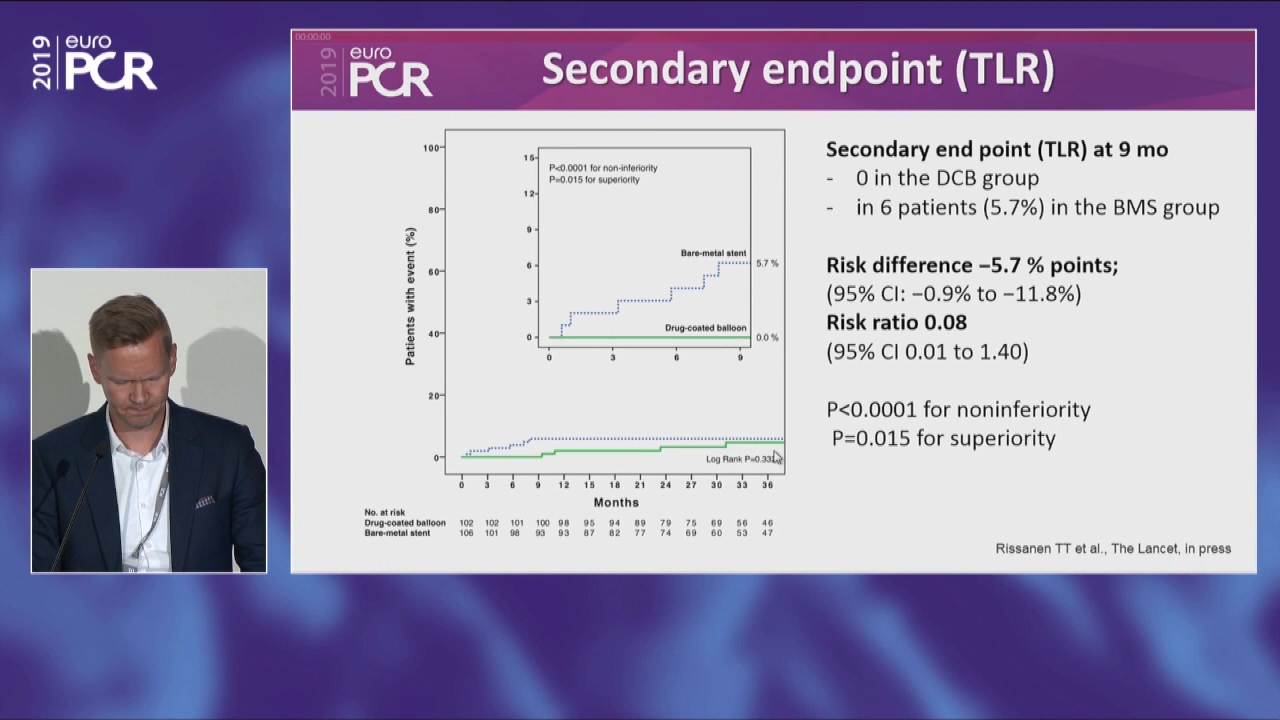 2019
euro
PCR
00:00:00
2019
euro
PCR
Secondary endpoint (TLR)
Patients with event (%)
100
80
60
40
20
0
15
12
9
6
3
0
P<0.0001 for non-inferiority
P=0.015 for superiority
Bare-metal stent
5.7 %
Drug-coated balloon
0.0 %
0 3 6 9
Log Rank
0 3 6 9 12 15 18 21 24 27 30 33 36
Months
No. at risk
Drug-coated balloon 102 102 101 100 98 95 94 89 79 75 69 56 46
Bare-metal stent 106 101 98 93 93 87 82 77 74 69 60 53 47
Secondary end point (TLR) at 9 mo
- 0 in the DCB group
- in 6 patients (5.7%) in the BMS group
Risk difference −5.7 % points;
(95% CI: −0.9% to −11.8%)
Risk ratio 0.08
(95% CI 0.01 to 1.40)
P<0.0001 for noninferiority
P=0.015 for superiority
Rissanen TT et al., The Lancet, in press